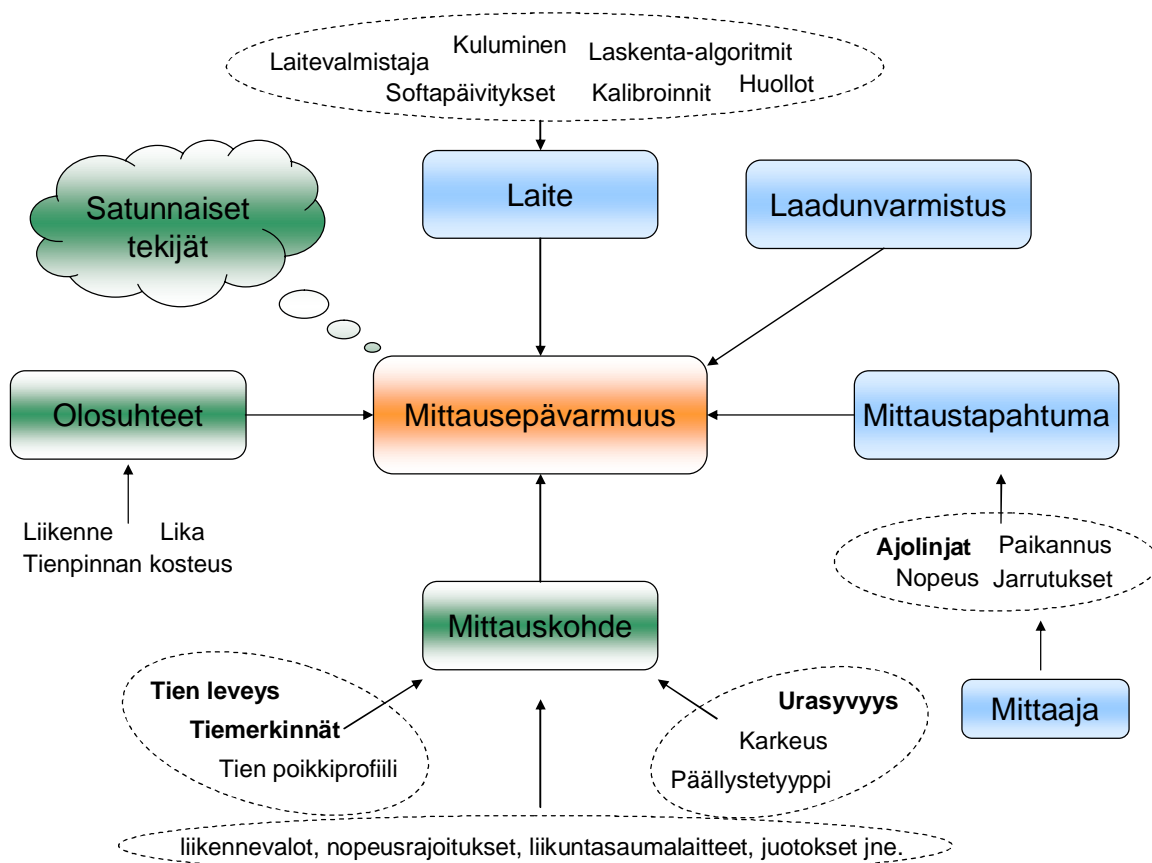 Laitevalmistaja Kuluminen Laskenta-algoritmit
Softapäivitykset Kalibroinnit Huollot
Satunnaiset
tekijät
Laite
Laadunvarmistus
Olosuhteet
Mittausepävarmuus
Mittaustapahtuma
Liikenne Lika
Tienpinnan kosteus
Ajolinjat Paikannus
Nopeus Jarrutukset
Mittauskohde
Mittaaja
Tien leveys
Tiemerkinnät
Tien poikkiprofiili
Urasyvyys
Karkeus
Päällystetyyppi
liikennevalot, nopeusrajoitukset, liikuntasaumalaitteet, juotokset jne.